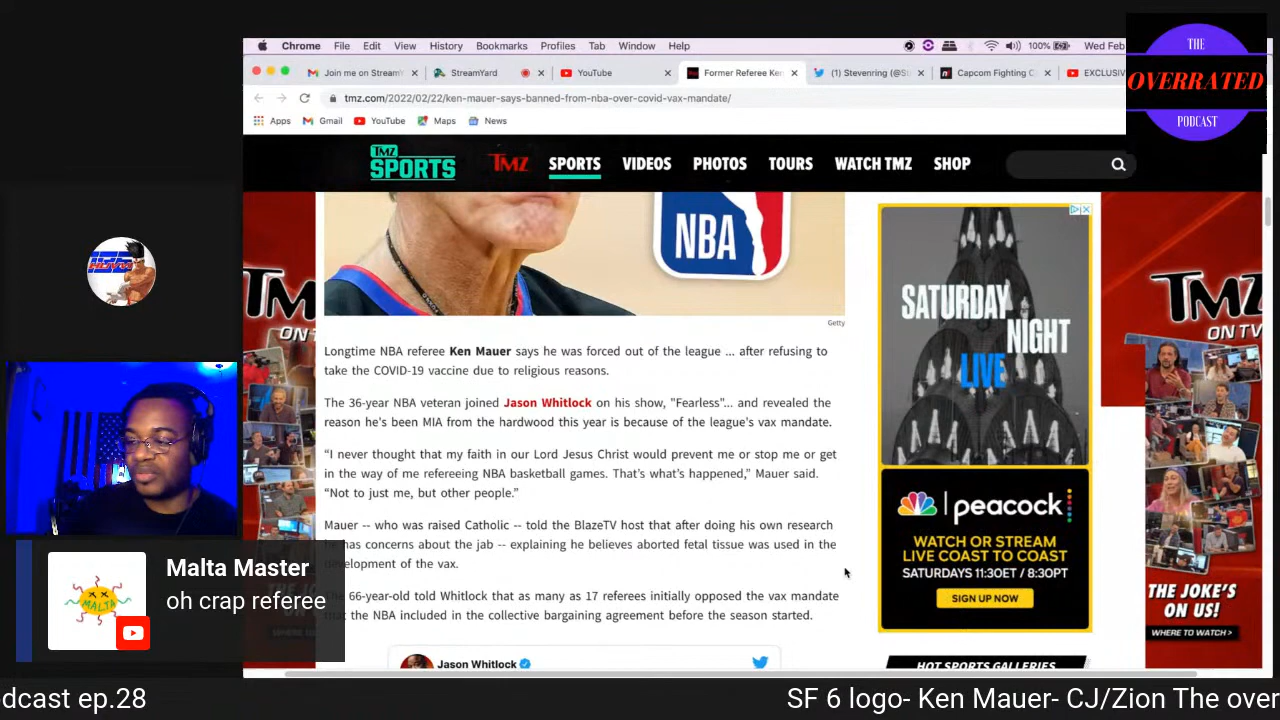 Chrome File Edit View History Bookmarks Profiles Tab Window Help 100% Wed Feb
Join me on Stream StreamYard YouTube Former Referee Ken (1) Stevenring Capcom Fighting C EXCLUSIV
tmz.com/2022/02/22/ken-mauer-says-banned-from-nba-over-covid-vax-mandate/
Apps Gmail YouTube Maps News
THE
OVERRATED
PODCAST
TMZ SPORTS TMZ SPORTS VIDEOS PHOTOS TOURS WATCH TMZ SHOP
NBA
Getty
Longtime NBA referee Ken Mauer says he was forced out of the league ... after refusing to
take the COVID-19 vaccine due to religious reasons.
The 36-year NBA veteran joined Jason Whitlock on his show, "Fearless"... and revealed the
reason he's been MIA from the hardwood this year is because of the league's vax mandate.
“I never thought that my faith in our Lord Jesus Christ would prevent me or stop me or get
in the way of me refereeing NBA basketball games. That’s what’s happened,” Mauer said.
“Not to just me, but other people.”
Mauer -- who was raised Catholic -- told the BlazeTV host that after doing his own research
has concerns about the jab -- explaining he believes aborted fetal tissue was used in the
development of the vax.
66-year-old told Whitlock that as many as 17 referees initially opposed the vax mandate
the NBA included in the collective bargaining agreement before the season started.
Jason Whitlock
SATURDAY
NIGHT
LIVE
peacock
WATCH OR STREAM
LIVE COAST TO COAST
SATURDAYS 11:30ET / 8:30PT
SIGN UP NOW
HOT SPORTS GALLERIES
TM
ON T
TMZ
ON TV
THE JOKE'S
ON US!
WHERE TO WATCH >
MALTA
Malta Master
oh crap referee
odcast ep.28
SF 6 logo- Ken Mauer- CJ/Zion The over